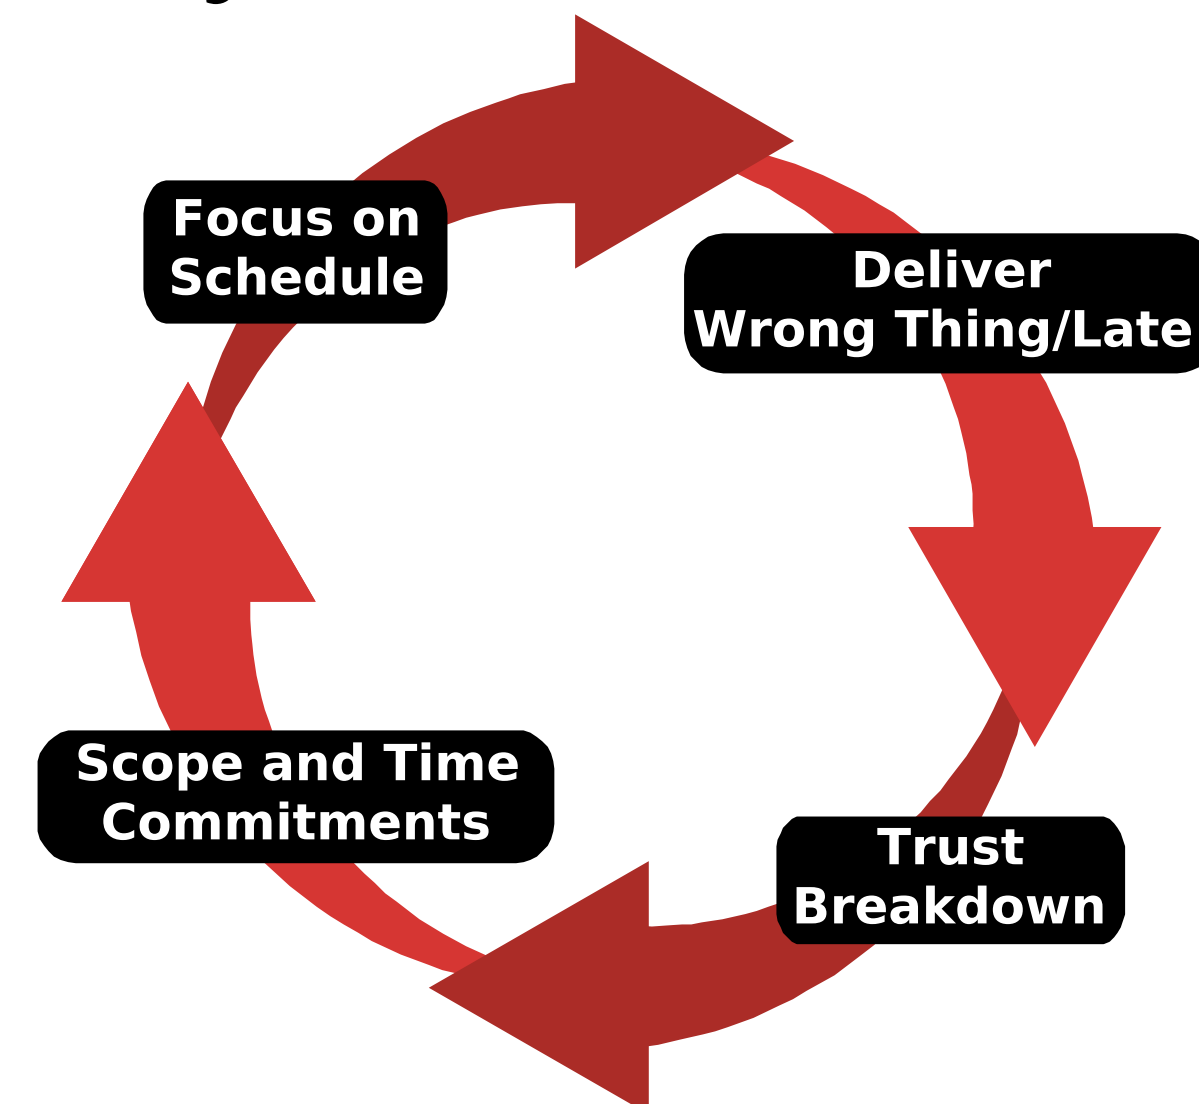 Focus on
Schedule
Deliver
Wrong Thing/Late
Scope and Time
Commitments
Trust
Breakdown